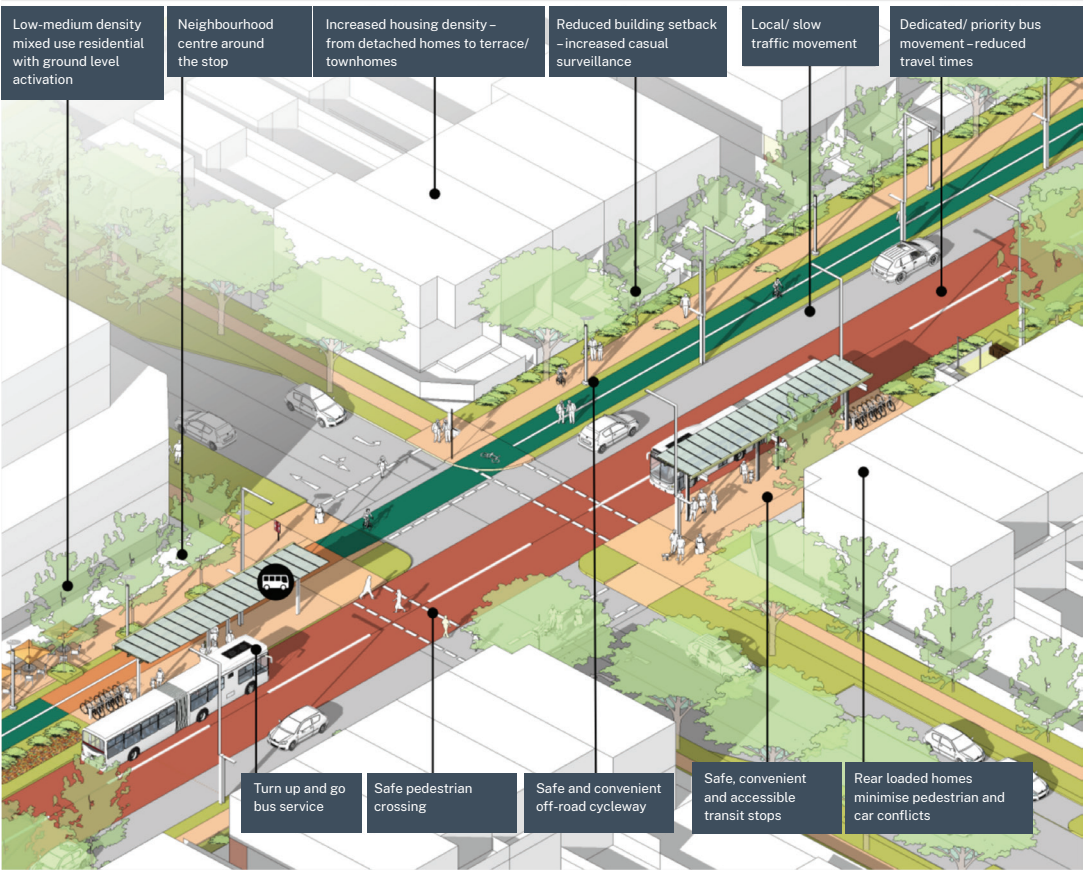 Low-medium density
mixed use residential
with ground level
activation
Neighbourhood
centre around
the stop
Increased housing density –
from detached homes to terrace/
townhomes
Reduced building setback
– increased casual
surveillance
Local/ slow
traffic movement
Dedicated/ priority bus
movement – reduced
travel times
Turn up and go
bus service
Safe pedestrian
crossing
Safe and convenient
off-road cycleway
Safe, convenient
and accessible
transit stops
Rear loaded homes
minimise pedestrian and
car conflicts